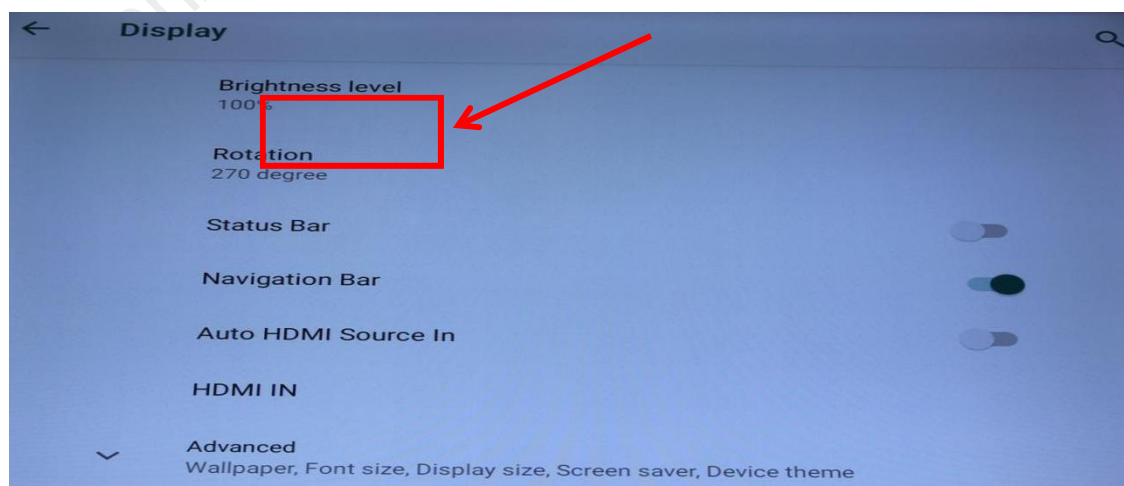 Display
Brightness level
100%
Rotation
270 degree
Status Bar
Navigation Bar
Auto HDMI Source In
HDMI IN
Advanced
Wallpaper, Font size, Display size, Screen saver, Device theme